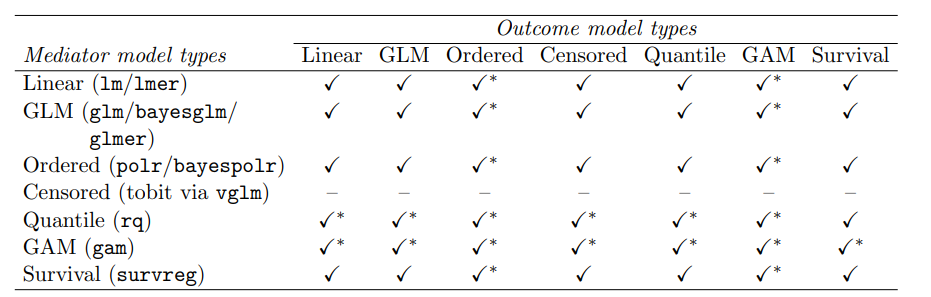 Outcome model types
Mediator model types Linear GLM Ordered Censored Quantile GAM Survival
Linear (lm/lmer) ✓ ✓ ✓* ✓ ✓ ✓* ✓
GLM (glm/bayesglm/ ✓ ✓ ✓* ✓ ✓ ✓* ✓
glmer)
Ordered (polr/bayespolr) ✓ ✓ ✓* ✓ ✓ ✓* ✓
Censored (tobit via vglm) – – – – – – –
Quantile (rq) ✓* ✓* ✓* ✓* ✓* ✓* ✓
GAM (gam) ✓* ✓* ✓* ✓* ✓* ✓* ✓*
Survival (survreg) ✓ ✓ ✓* ✓ ✓ ✓* ✓